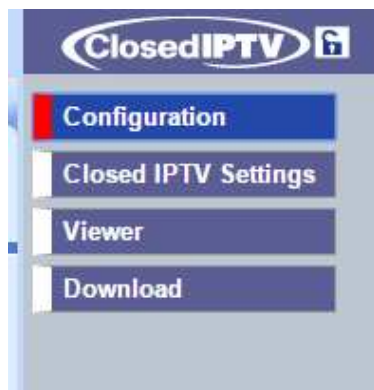 ClosedIPTV
Configuration
Closed IPTV Settings
Viewer
Download